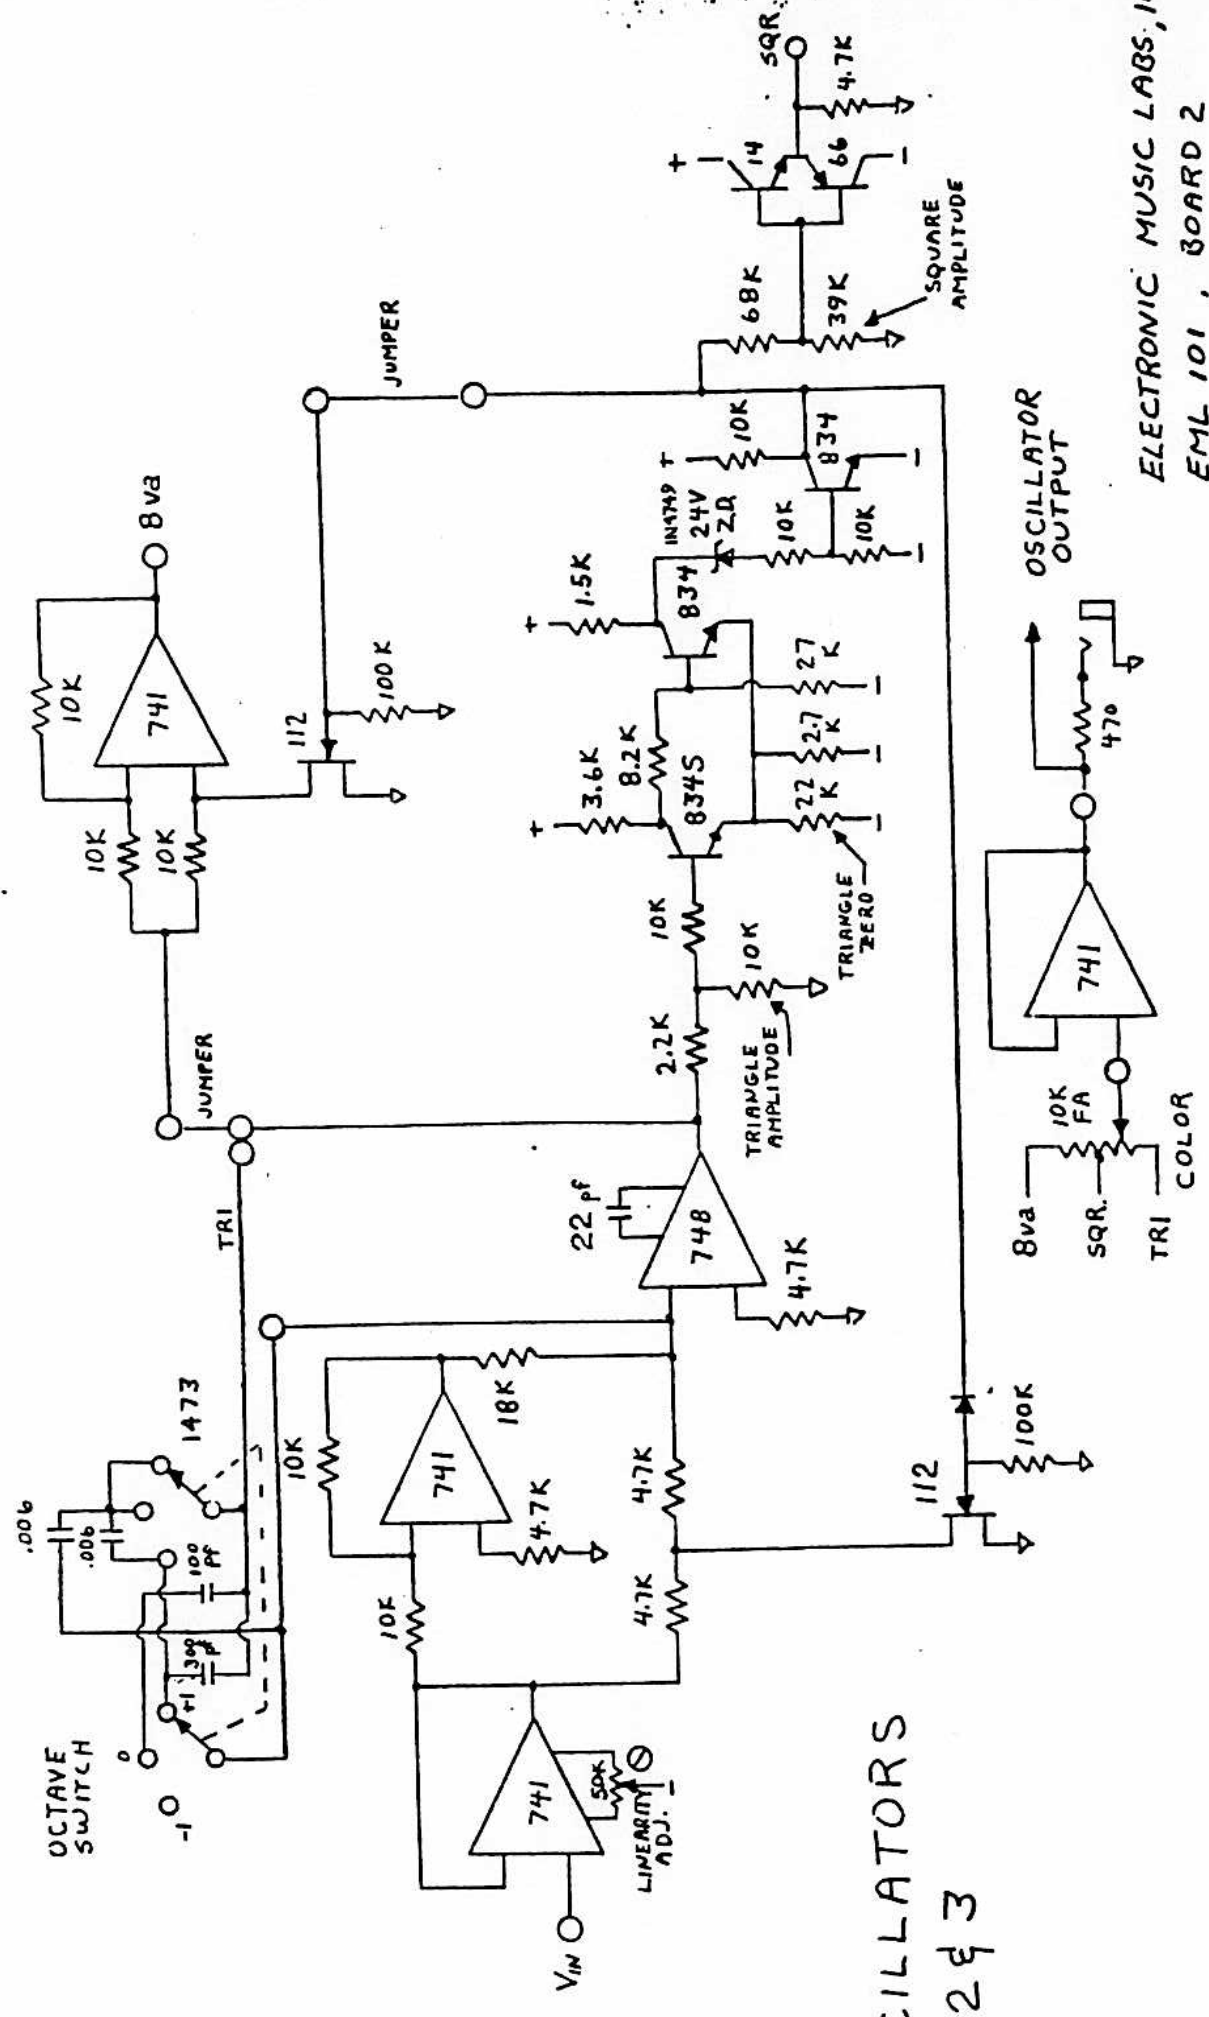 OCTAVE
SWITCH
-1
0
+1
300
pf
100
pf
.006
.006
1473
TRI
JUMPER
10K
10K
10K
741
8va
112
100K
JUMPER
VIN
741
50K
LINEARITY
ADJ.
10K
10K
741
4.7K
18K
4.7K
4.7K
22 pf
748
4.7K
2.2K
TRIANGLE
AMPLITUDE
10K
10K
+
3.6K
8.2K
834S
22
K
TRIANGLE
ZERO
2.7
K
27
K
+
1.5K
834
1N4749
24V
ZD
10K
10K
+
10K
834
68K
39K
SQUARE
AMPLITUDE
+
14
66
SQR.
4.7K
112
100K
8va
SQR.
TRI
10K
FA
COLOR
741
470
OSCILLATOR
OUTPUT
CILLATORS
2 & 3
ELECTRONIC MUSIC LABS, 1
EML 101, BOARD 2